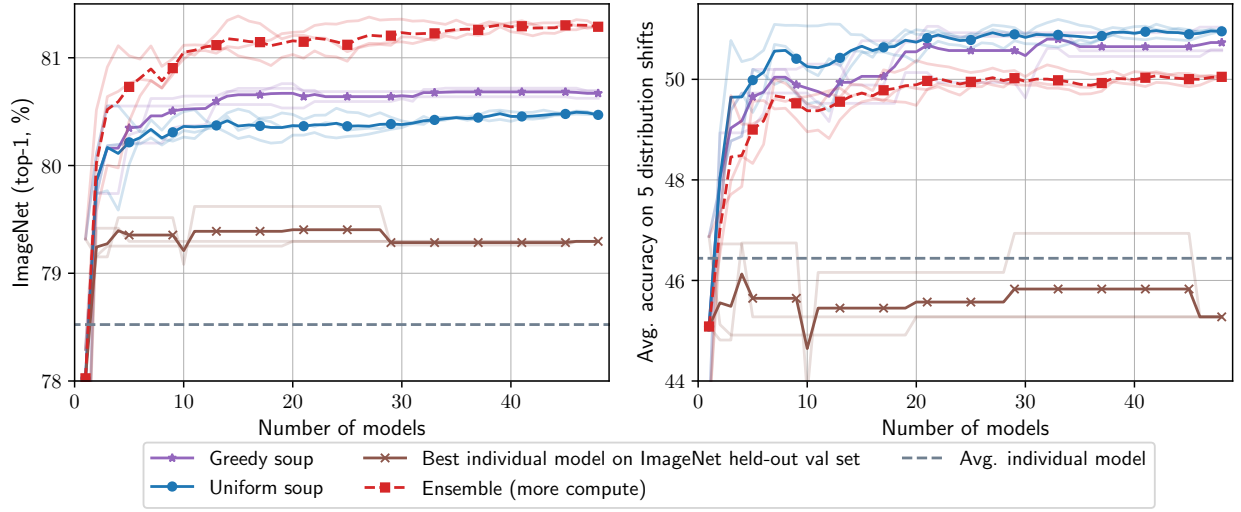 ImageNet (top-1, %)
81
80
79
78
0
10
20
30
40
Number of models
Avg. accuracy on 5 distribution shifts
50
48
46
44
0
10
20
30
40
Number of models
Greedy soup
Uniform soup
Best individual model on ImageNet held-out val set
Ensemble (more compute)
Avg. individual model